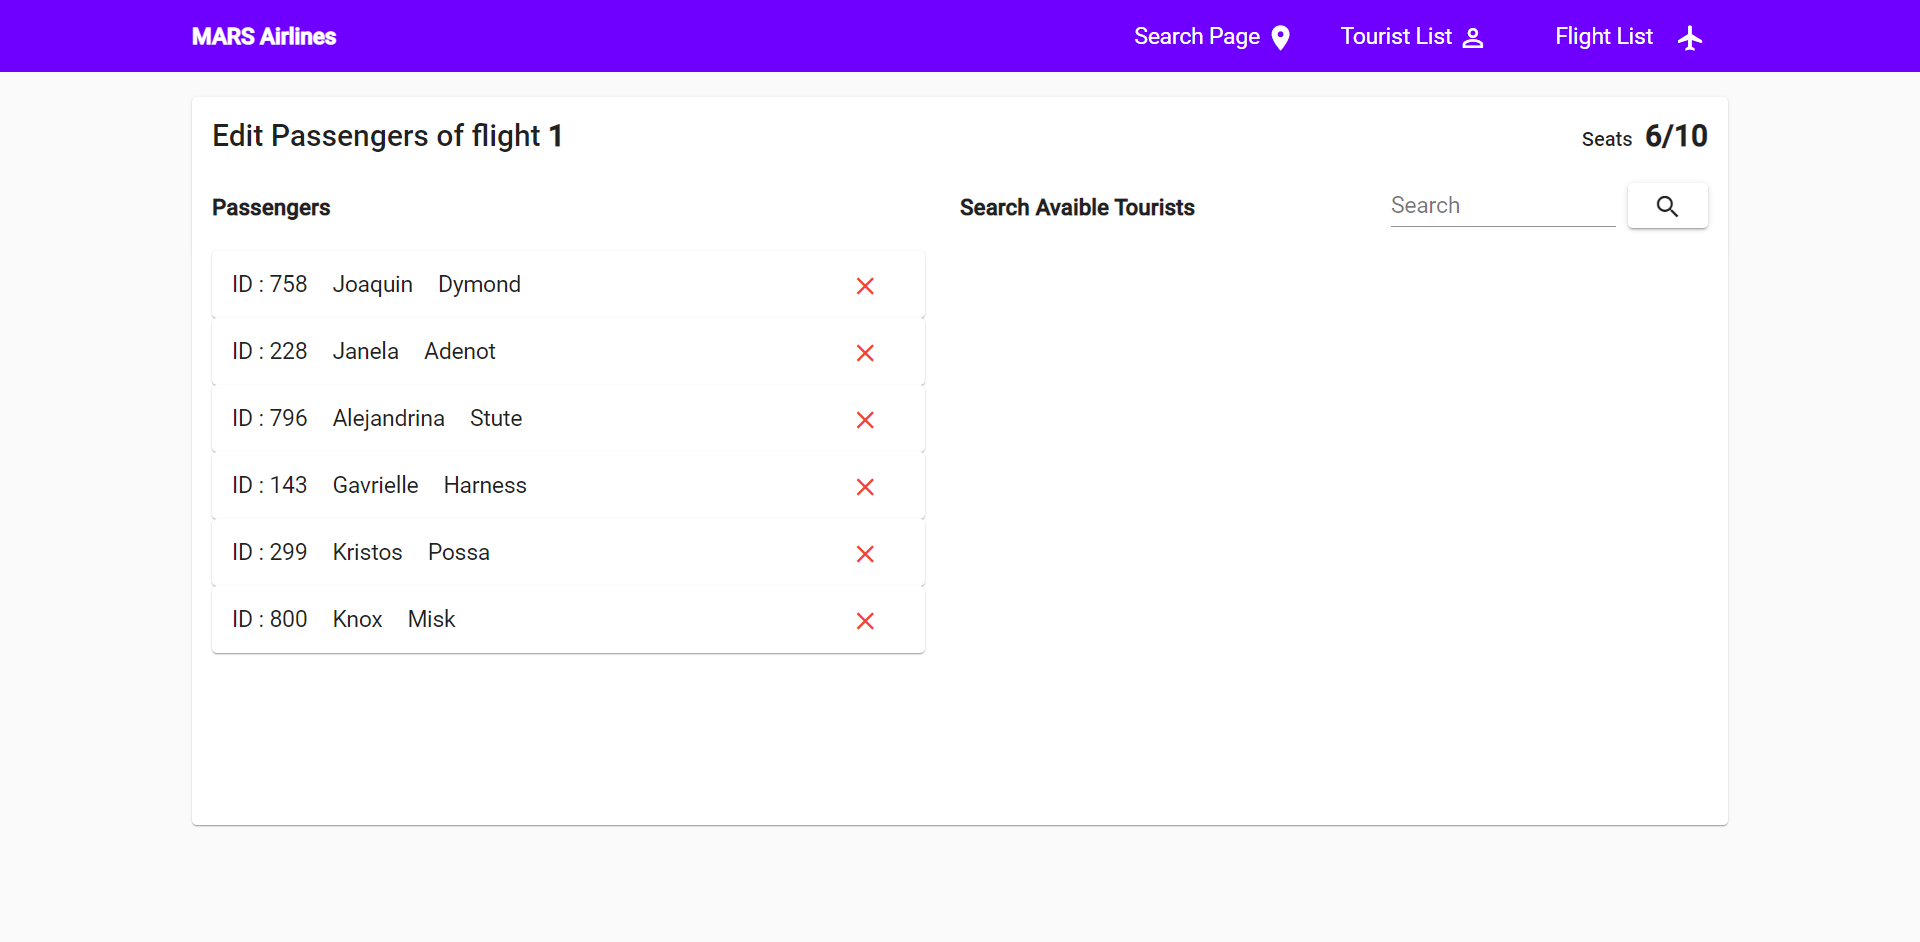 MARS Airlines Search Page Tourist List Flight List
Edit Passengers of flight 1 Seats 6/10
Passengers Search Avaible Tourists Search
ID : 758 Joaquin Dymond
ID : 228 Janela Adenot
ID : 796 Alejandrina Stute
ID : 143 Gavrielle Harness
ID : 299 Kristos Possa
ID : 800 Knox Misk